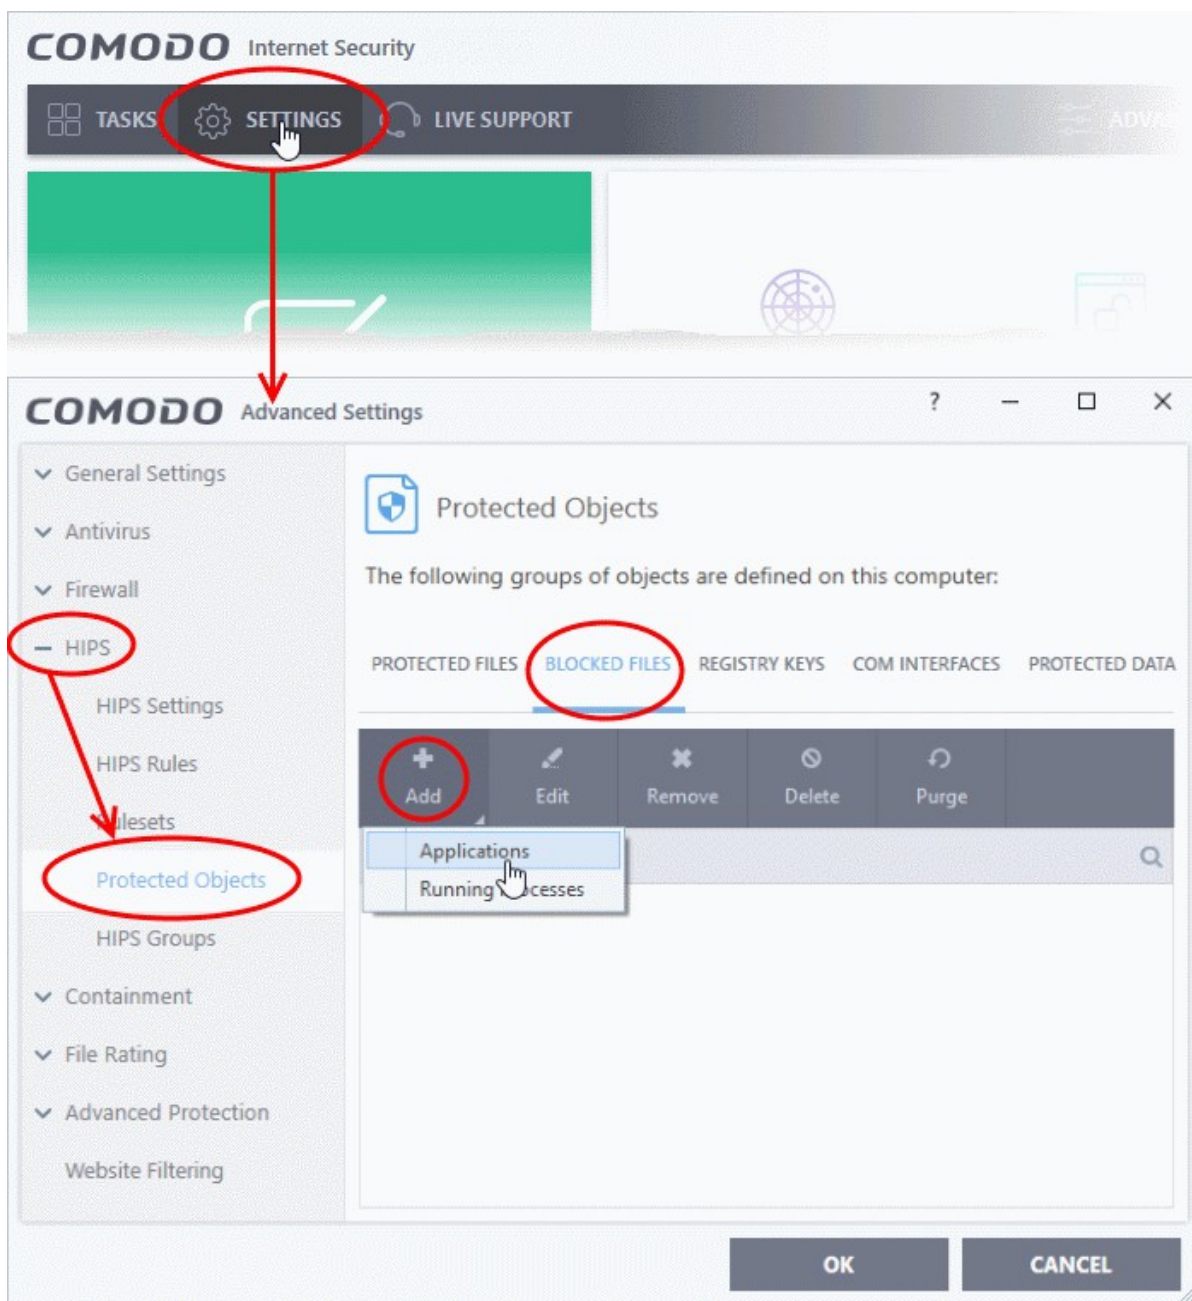 COMODO Internet Security
TASKS SETTINGS LIVE SUPPORT
COMODO Advanced Settings ?
General Settings
Antivirus
Firewall
HIPS
HIPS Settings
HIPS Rules
Protected Objects
HIPS Groups
Containment
File Rating
Advanced Protection
Website Filtering
Protected Objects
The following groups of objects are defined on this computer:
PROTECTED FILES BLOCKED FILES REGISTRY KEYS COM INTERFACES PROTECTED DATA
Add Edit Remove Delete Purge
Applications
Running
OK CANCEL